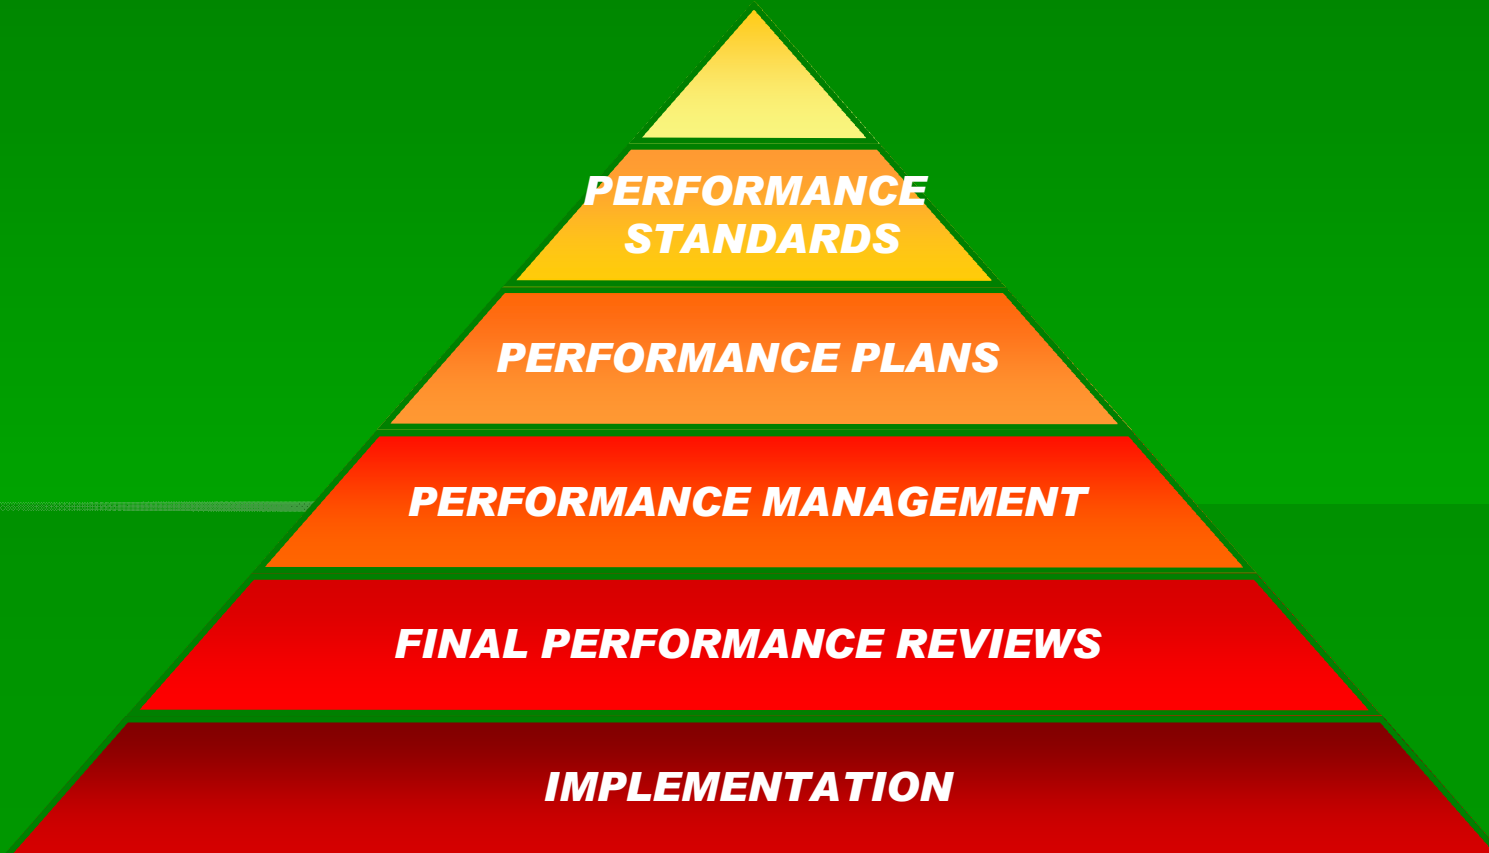 PERFORMANCE
STANDARDS
PERFORMANCE PLANS
PERFORMANCE MANAGEMENT
FINAL PERFORMANCE REVIEWS
IMPLEMENTATION